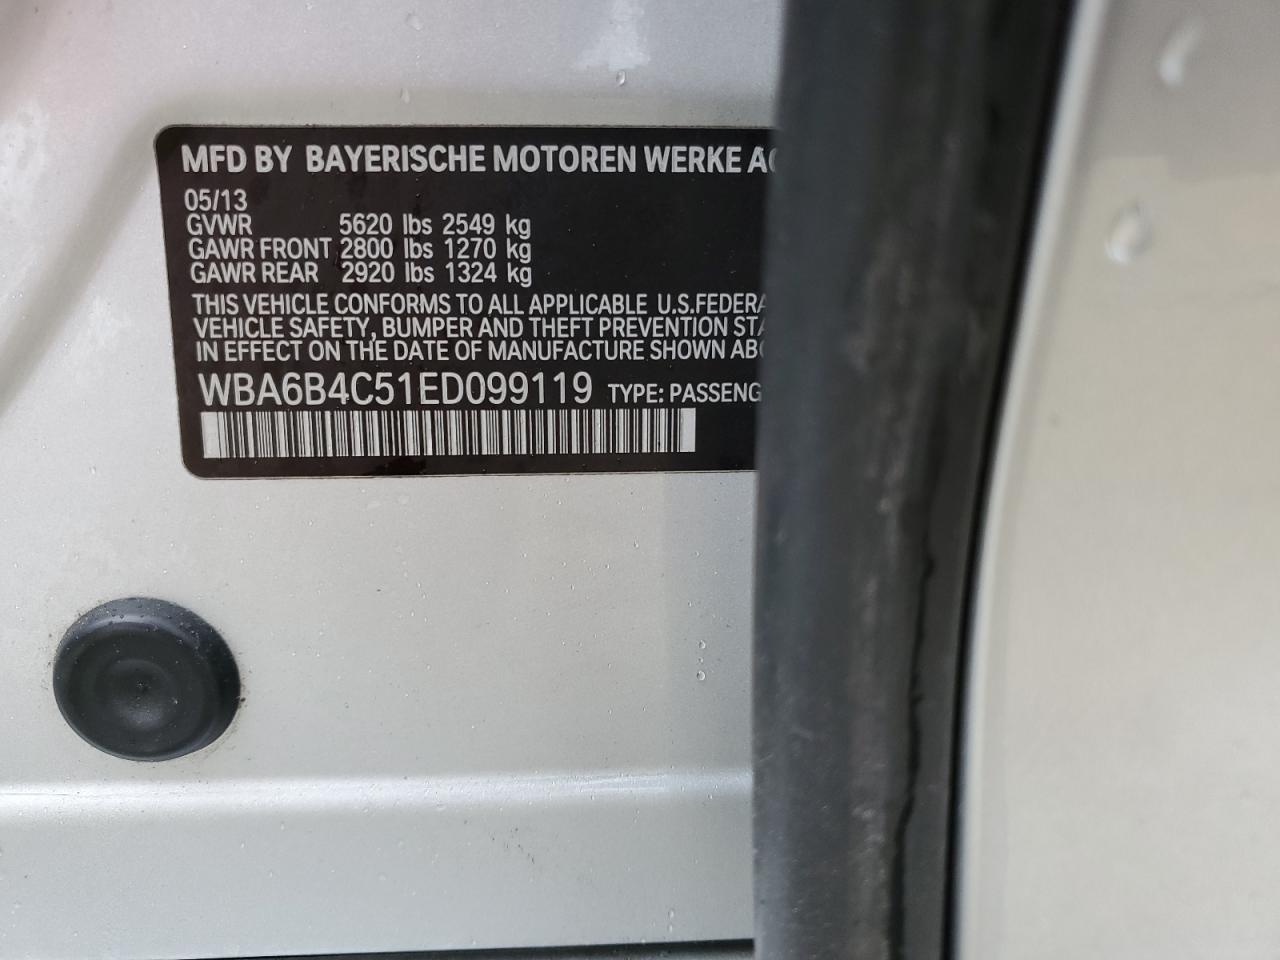 MFD BY BAYERISCHE MOTOREN WERKE AG
05/13
GVWR 5620 lbs 2549 kg
GAWR FRONT 2800 lbs 1270 kg
GAWR REAR 2920 lbs 1324 kg
THIS VEHICLE CONFORMS TO ALL APPLICABLE U.S.FEDERA
VEHICLE SAFETY, BUMPER AND THEFT PREVENTION STA
IN EFFECT ON THE DATE OF MANUFACTURE SHOWN ABO
WBA6B4C51ED099119 TYPE: PASSENG